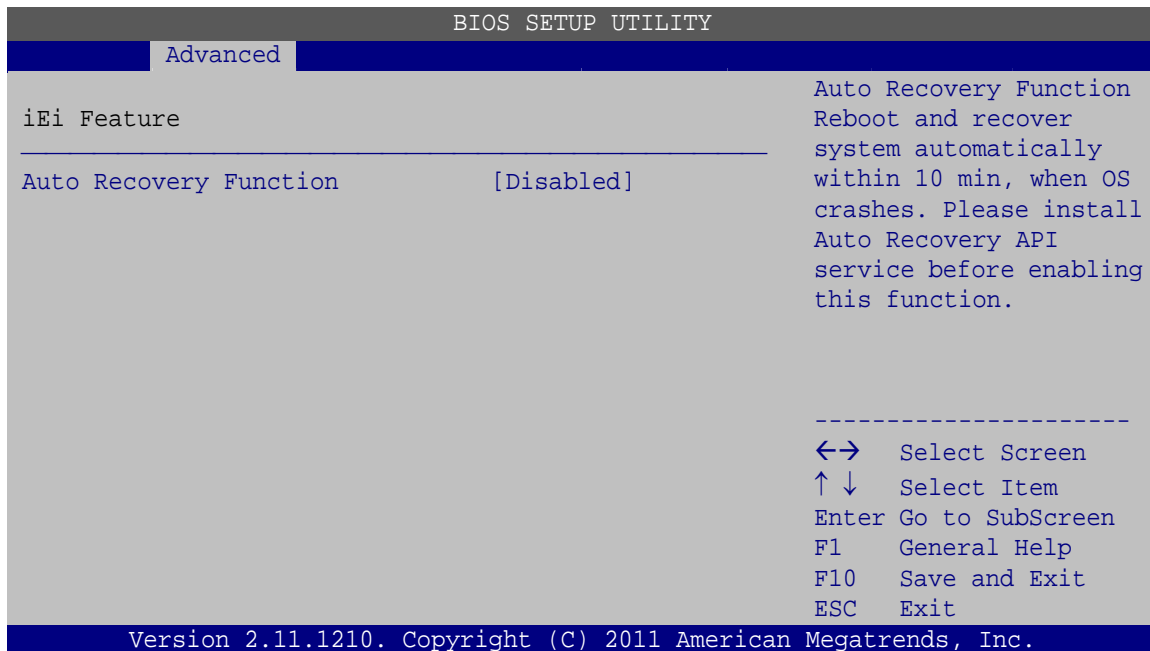 BIOS SETUP UTILITY
Advanced
iEi Feature
Auto Recovery Function [Disabled]
Auto Recovery Function
Reboot and recover
system automatically
within 10 min, when OS
crashes. Please install
Auto Recovery API
service before enabling
this function.
----------------------
←→ Select Screen
↑ ↓ Select Item
Enter Go to SubScreen
F1 General Help
F10 Save and Exit
ESC Exit
Version 2.11.1210. Copyright (C) 2011 American Megatrends, Inc.